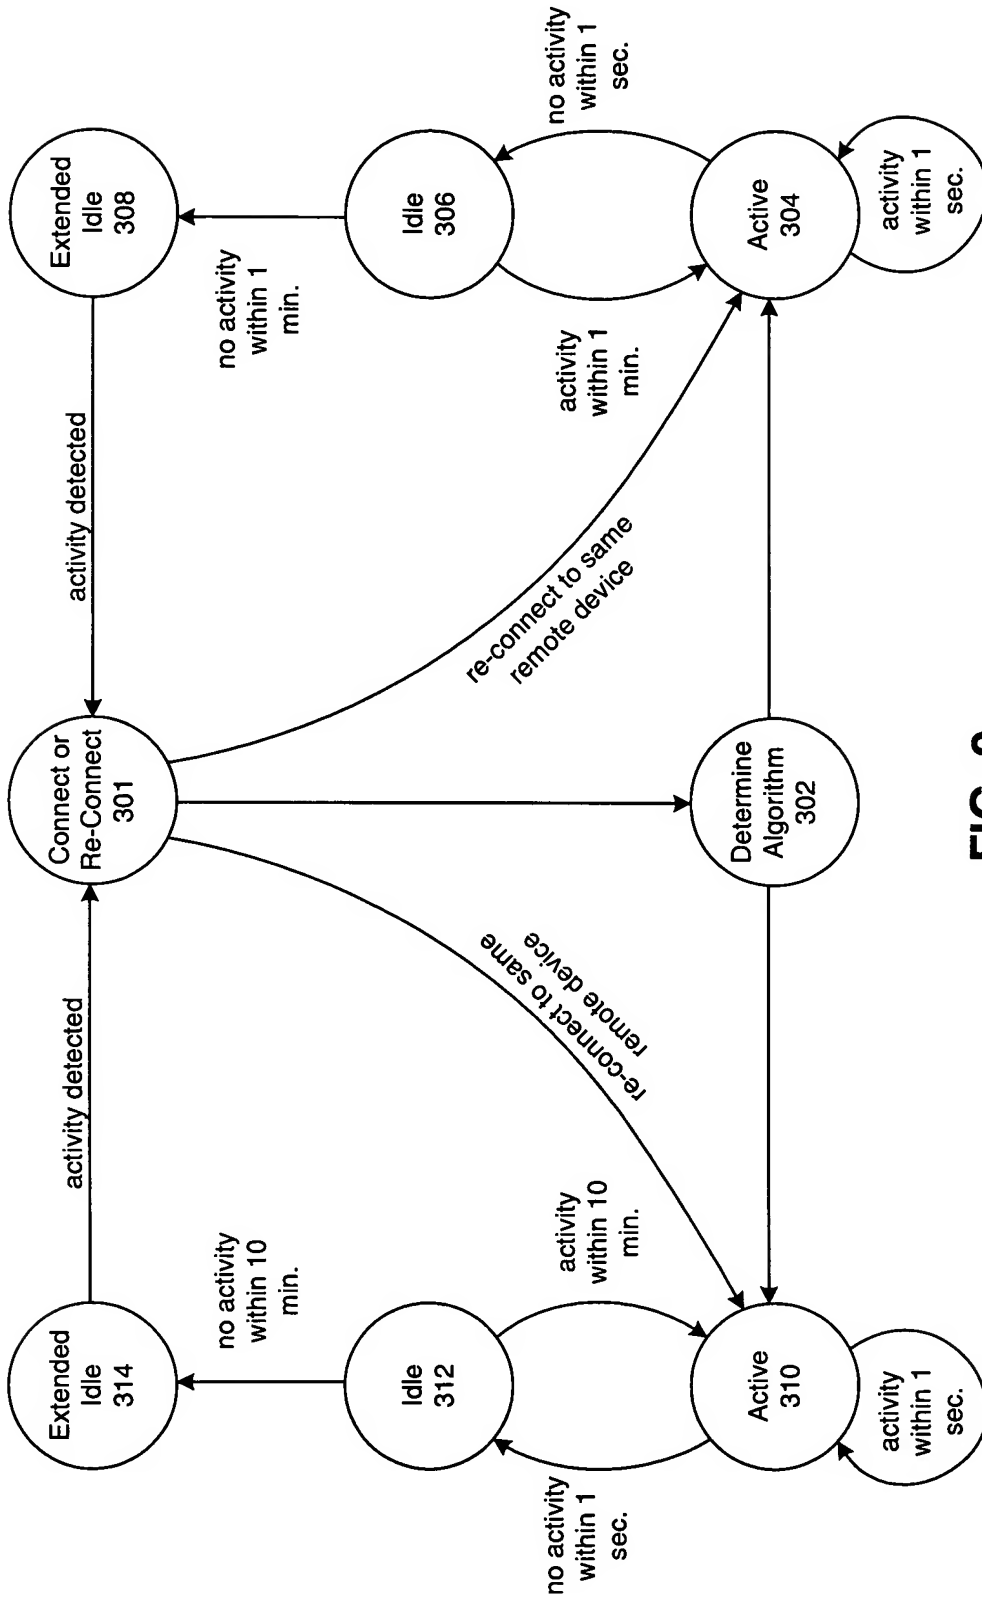 Extended
Idle
314
activity detected
Connect or
Re-Connect
301
activity detected
Extended
Idle
308
no activity
within 10
min.
no activity
within 1
min.
Idle
312
Idle
306
re-connect to same
remote device
re-connect to same
remote device
no activity
within 1
sec.
activity
within 10
min.
activity
within 1
min.
no activity
within 1
sec.
Active
310
Determine
Algorithm
302
Active
304
activity
within 1
sec.
activity
within 1
sec.
FIG.